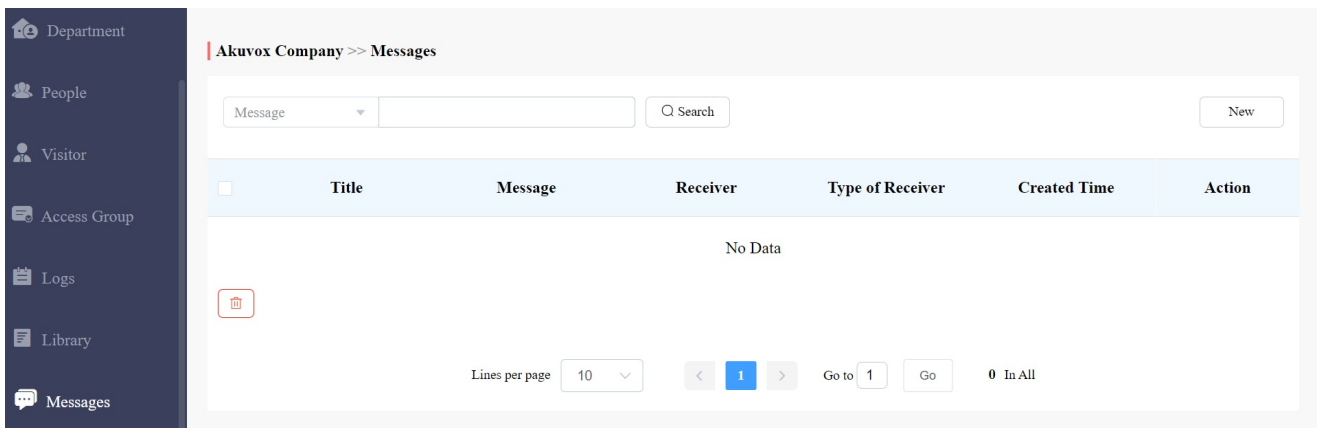 Department
People
Visitor
Access Group
Logs
Library
Messages
Akuvox Company >> Messages
Message Search New
Title Message Receiver Type of Receiver Created Time Action
No Data
Lines per page 10 < 1 > Go to 1 Go 0 In All